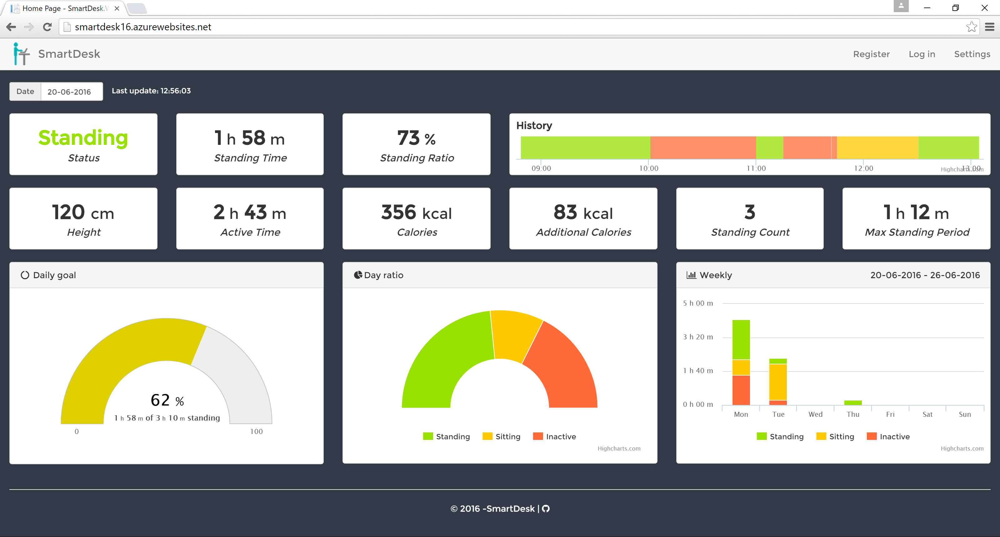 Home Page - SmartDesk.W
smartdesk16.azurewebsites.net
SmartDesk
Register
Log in
Settings
Date
20-06-2016
Last update: 12:56:03
Standing
Status
1 h 58 m
Standing Time
73 %
Standing Ratio
History
09:00
10:00
11:00
12:00
13:00
Highcharts.com
120 cm
Height
2 h 43 m
Active Time
356 kcal
Calories
83 kcal
Additional Calories
3
Standing Count
1 h 12 m
Max Standing Period
Daily goal
62 %
1 h 58 m of 3 h 10 m standing
0
100
Day ratio
Standing
Sitting
Inactive
Highcharts.com
Weekly
20-06-2016 - 26-06-2016
5 h 00 m
3 h 20 m
1 h 40 m
0 h 00 m
Mon
Tue
Wed
Thu
Fri
Sat
Sun
Standing
Sitting
Inactive
Highcharts.com
© 2016 -SmartDesk |